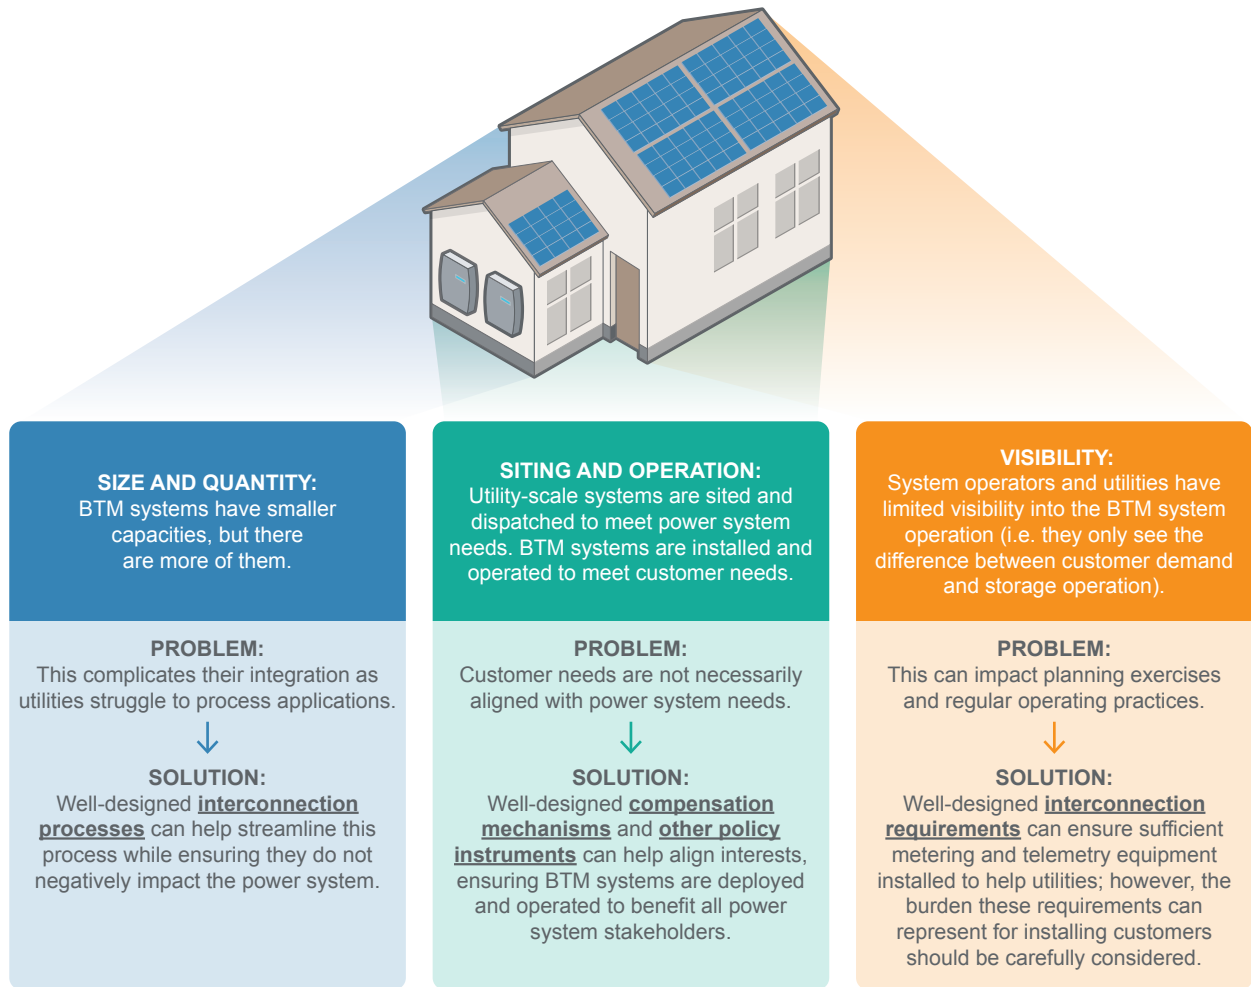 SIZE AND QUANTITY:
BTM systems have smaller
capacities, but there
are more of them.
PROBLEM:
This complicates their integration as
utilities struggle to process applications.
SOLUTION:
Well-designed interconnection
processes can help streamline this
process while ensuring they do not
negatively impact the power system.
SITING AND OPERATION:
Utility-scale systems are sited and
dispatched to meet power system
needs. BTM systems are installed and
operated to meet customer needs.
PROBLEM:
Customer needs are not necessarily
aligned with power system needs.
SOLUTION:
Well-designed compensation
mechanisms and other policy
instruments can help align interests,
ensuring BTM systems are deployed
and operated to benefit all power
system stakeholders.
VISIBILITY:
System operators and utilities have
limited visibility into the BTM system
operation (i.e. they only see the
difference between customer demand
and storage operation).
PROBLEM:
This can impact planning exercises
and regular operating practices.
SOLUTION:
Well-designed interconnection
requirements can ensure sufficient
metering and telemetry equipment
installed to help utilities; however, the
burden these requirements can
represent for installing customers
should be carefully considered.